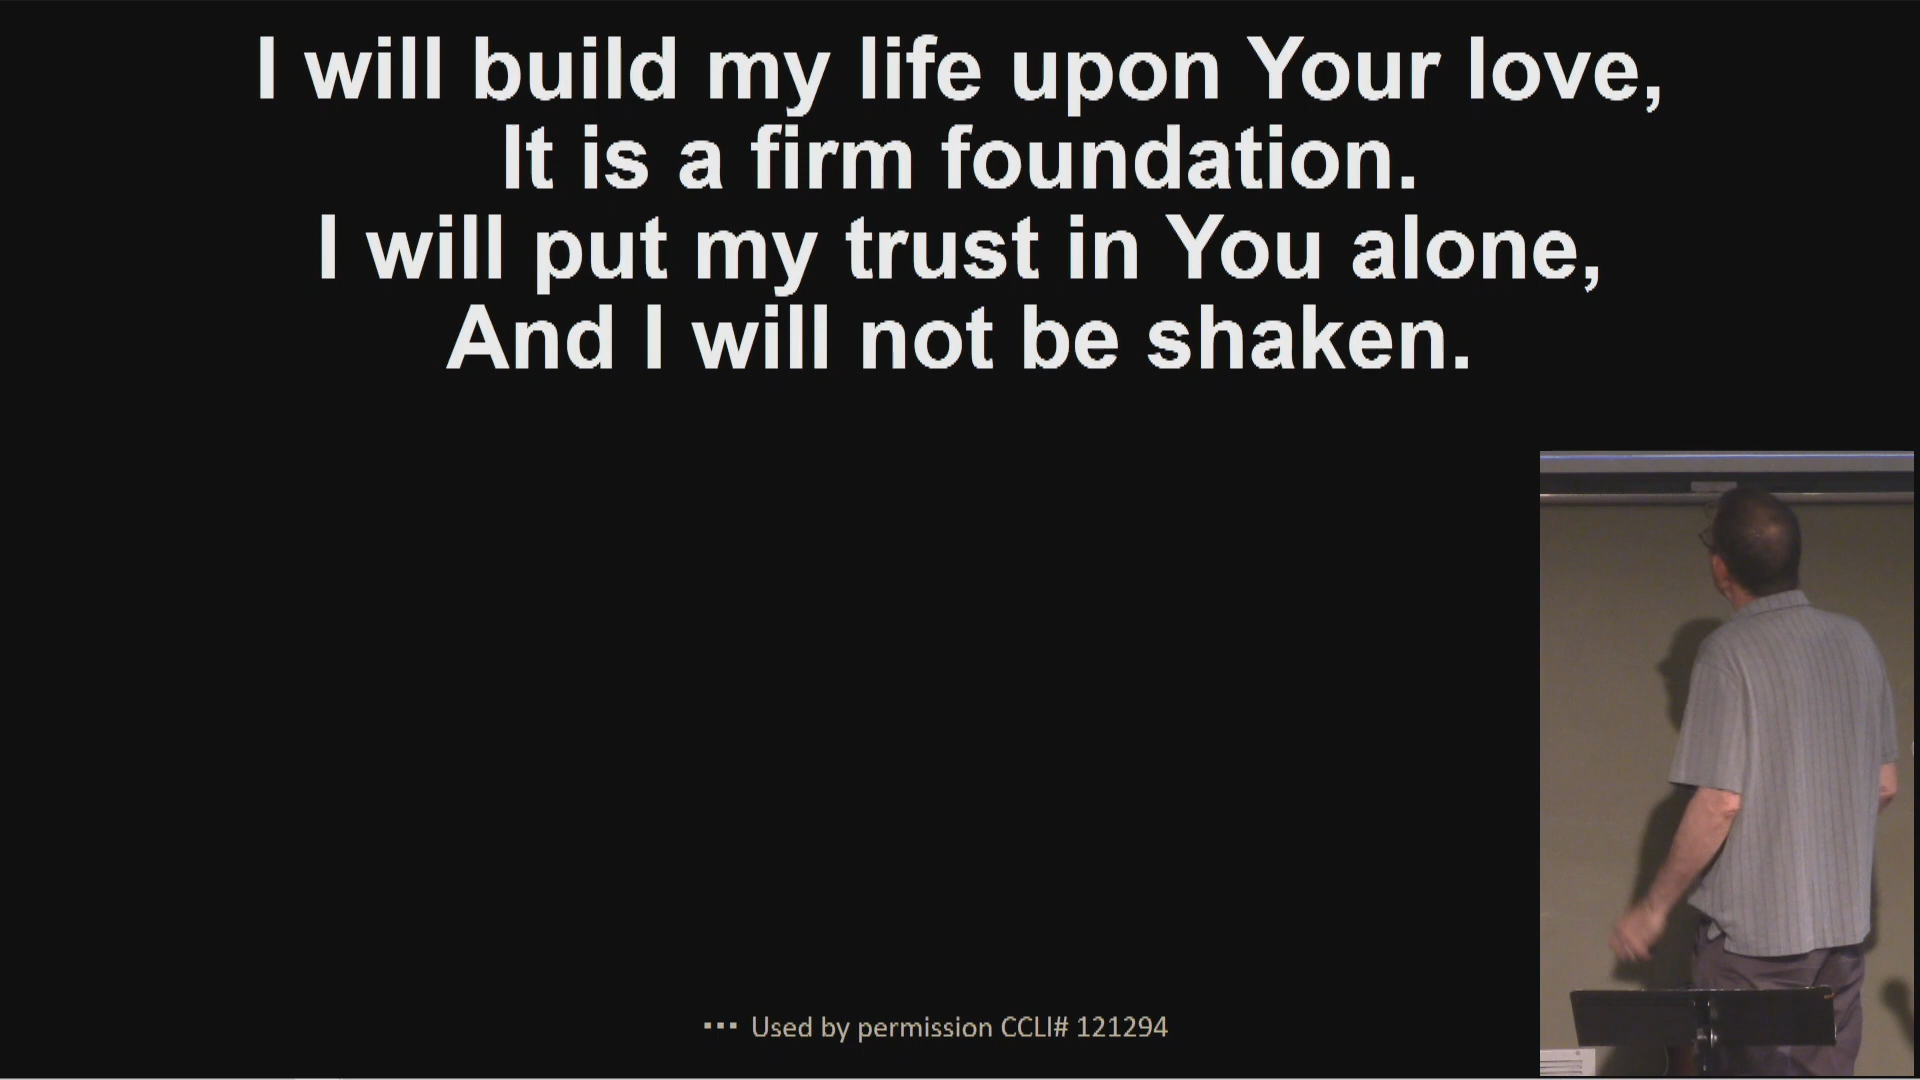 I will build my life upon Your love,
It is a firm foundation.
I will put my trust in You alone,
And I will not be shaken.
▪▪▪ Used by permission CCLI# 121294